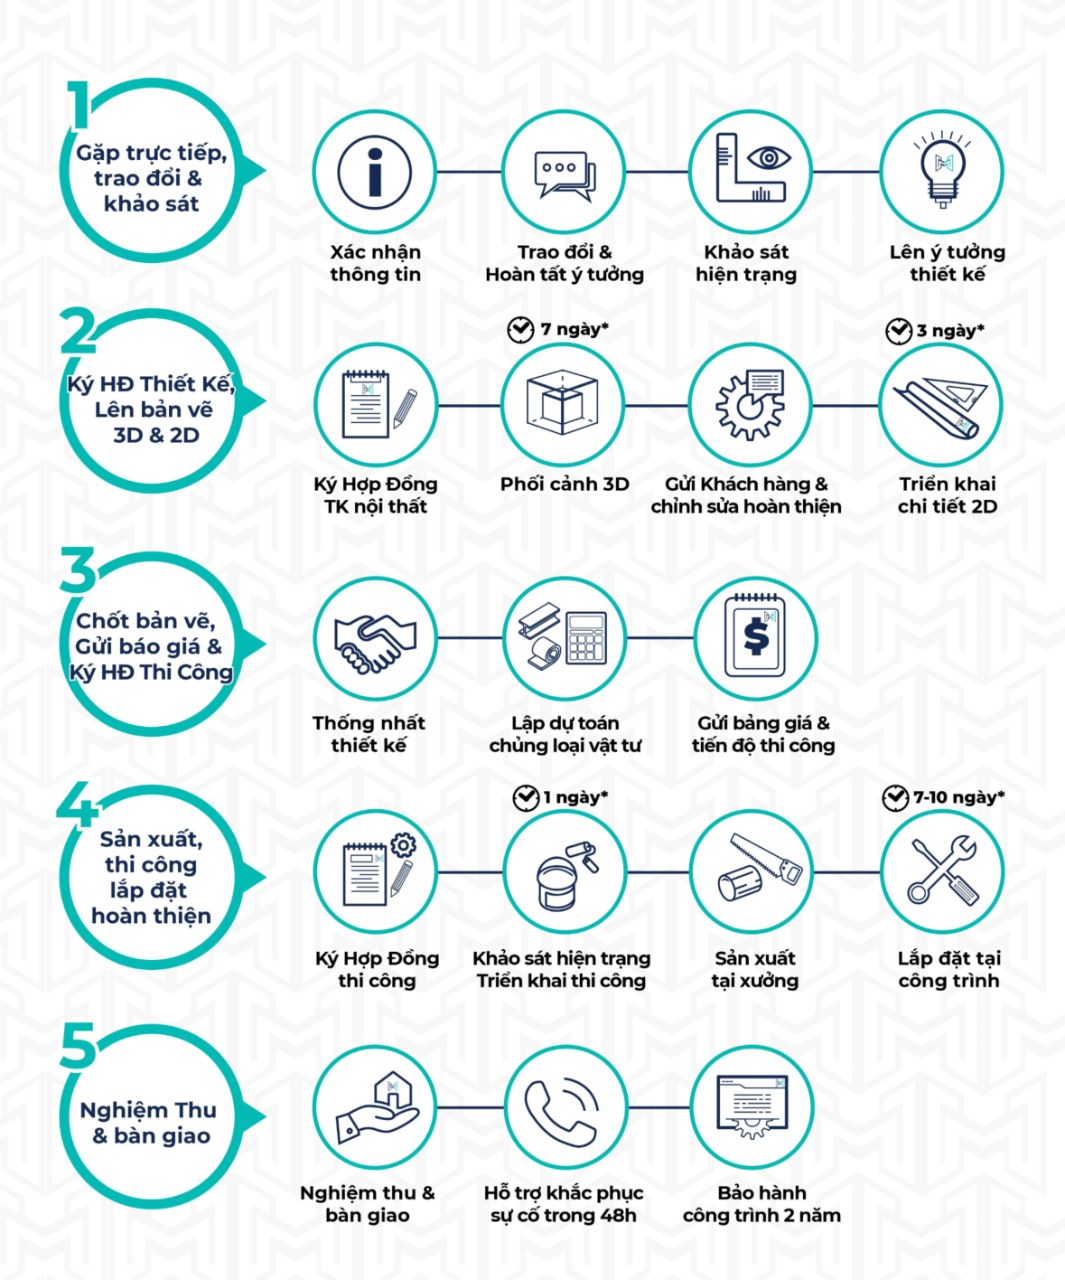 1
Gặp trực tiếp,
trao đổi &
khảo sát
Xác nhận
thông tin
Trao đổi &
Hoàn tất ý tưởng
Khảo sát
hiện trạng
Lên ý tưởng
thiết kế
2
Ký HĐ Thiết Kế,
Lên bản vẽ
3D & 2D
Ký Hợp Đồng
TK nội thất
7 ngày*
Phối cảnh 3D
Gửi Khách hàng &
chỉnh sửa hoàn thiện
3 ngày*
Triển khai
chi tiết 2D
3
Chốt bản vẽ,
Gửi báo giá &
Ký HĐ Thi Công
Thống nhất
thiết kế
Lập dự toán
chủng loại vật tư
$
Gửi bảng giá &
tiến độ thi công
4
Sản xuất,
thi công
lắp đặt
hoàn thiện
Ký Hợp Đồng
thi công
1 ngày*
Khảo sát hiện trạng
Triển khai thi công
Sản xuất
tại xưởng
7-10 ngày*
Lắp đặt tại
công trình
5
Nghiệm Thu
& bàn giao
Nghiệm thu &
bàn giao
Hỗ trợ khắc phục
sự cố trong 48h
Bảo hành
công trình 2 năm